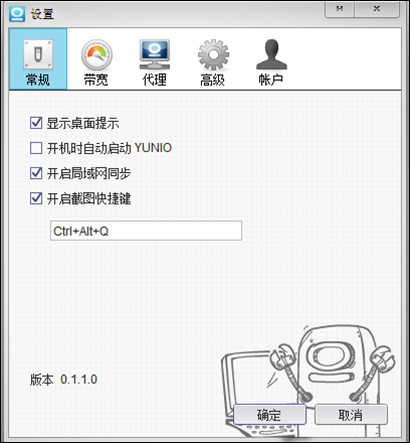 设置
常规 带宽 代理 高级 帐户
显示桌面提示
开机时自动启动 YUNIO
开启局域网同步
开启截图快捷键
Ctrl+Alt+Q
版本 0.1.1.0
确定 取消